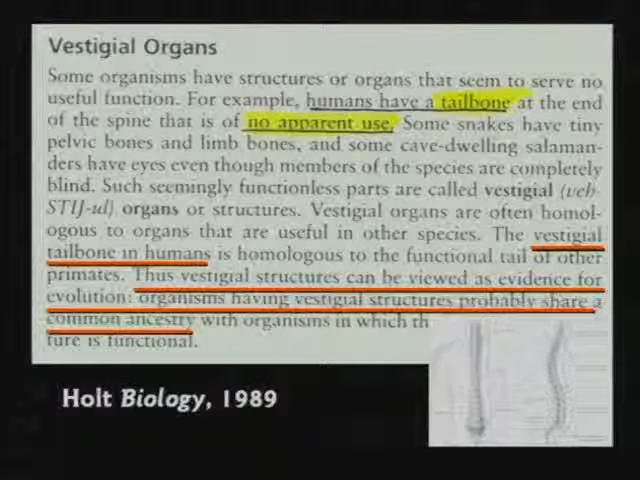 Vestigial Organs
Some organisms have structures or organs that seem to serve no
useful function. For example, humans have a tailbone at the end
of the spine that is of no apparent use. Some snakes have tiny
pelvic bones and limb bones, and some cave-dwelling salaman-
ders have eyes even though members of the species are completely
blind. Such seemingly functionless parts are called vestigial (veh-
STIJ-ul) organs or structures. Vestigial organs are often homol-
ogous to organs that are useful in other species. The vestigial
tailbone in humans is homologous to the functional tail of other
primates. Thus vestigial structures can be viewed as evidence for
evolution: organisms having vestigial structures probably share a
common ancestry with organisms in which th
ture is functional.
Holt Biology, 1989